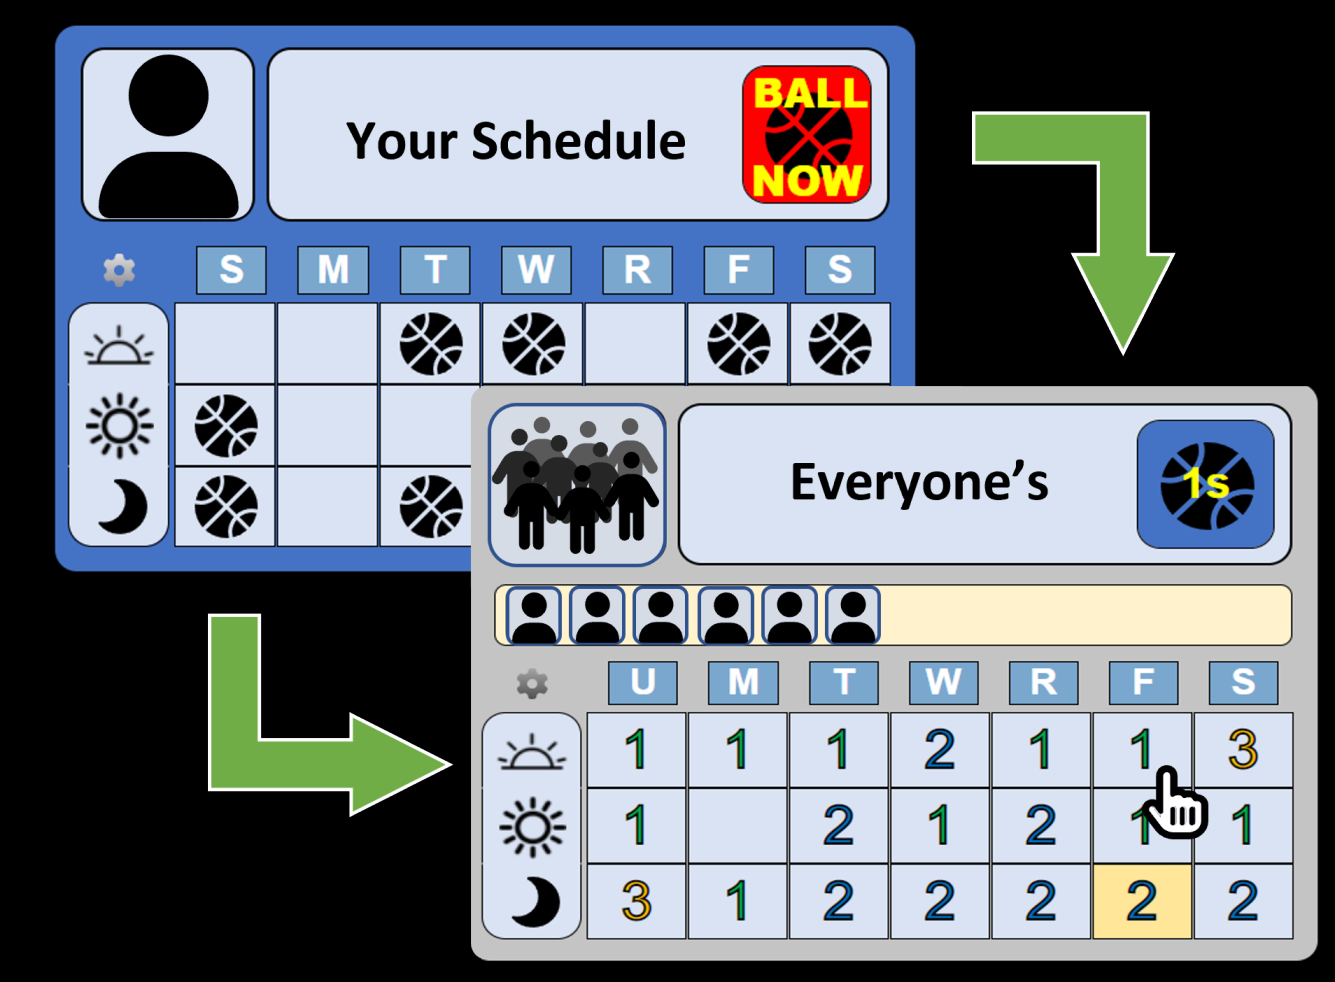 Your Schedule
BALL
NOW
S M T W R F S
Everyone's
1s
U M T W R F S
1 1 1 2 1 1 3
1 2 1 2 1 1
3 1 2 2 2 2 2